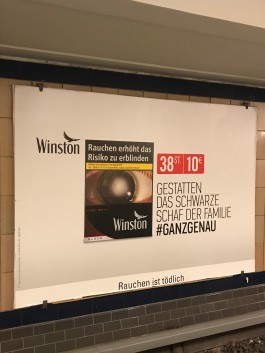 Winston
Rauchen erhöht das
Risiko zu erblinden
Winston
BLACK
38ST 10€
GESTATTEN
DAS SCHWARZE
SCHAF DER FAMILIE
#GANZGENAU
Rauchen ist tödlich